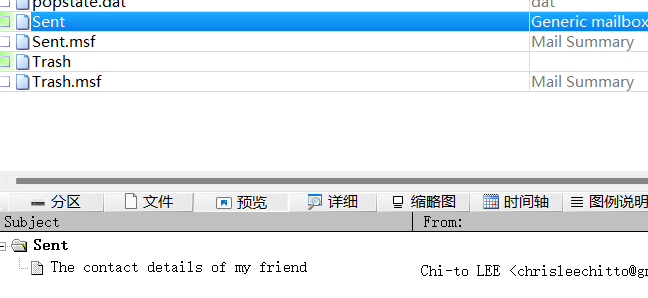 popstate.dat dat
Sent Generic mailbox
Sent.msf Mail Summary
Trash
Trash.msf Mail Summary
分区 文件 预览 详细 缩略图 时间轴 图例说明
Subject From:
Sent
The contact details of my friend Chi-to LEE <chrisleechitto@gm